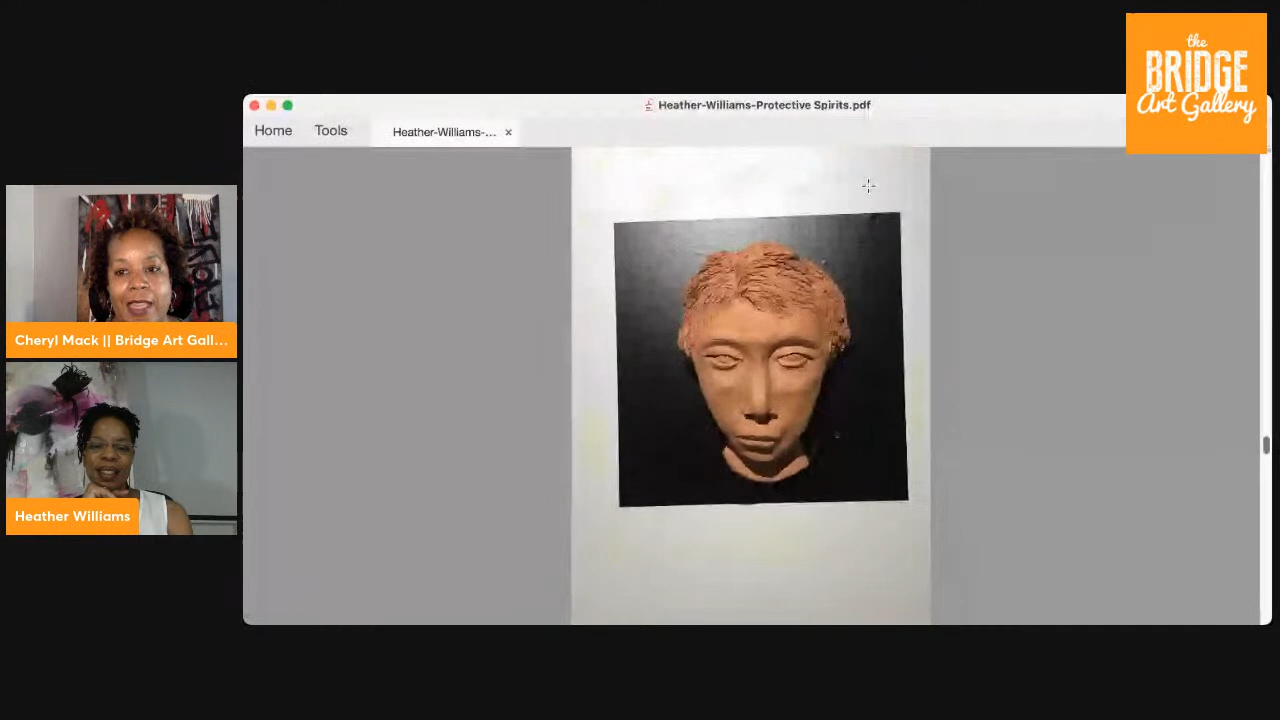 the
BRIDGE
Art Gallery
Heather-Williams-Protective Spirits.pdf
Home
Tools
Heather-Williams-...
Cheryl Mack || Bridge Art Gall...
Heather Williams